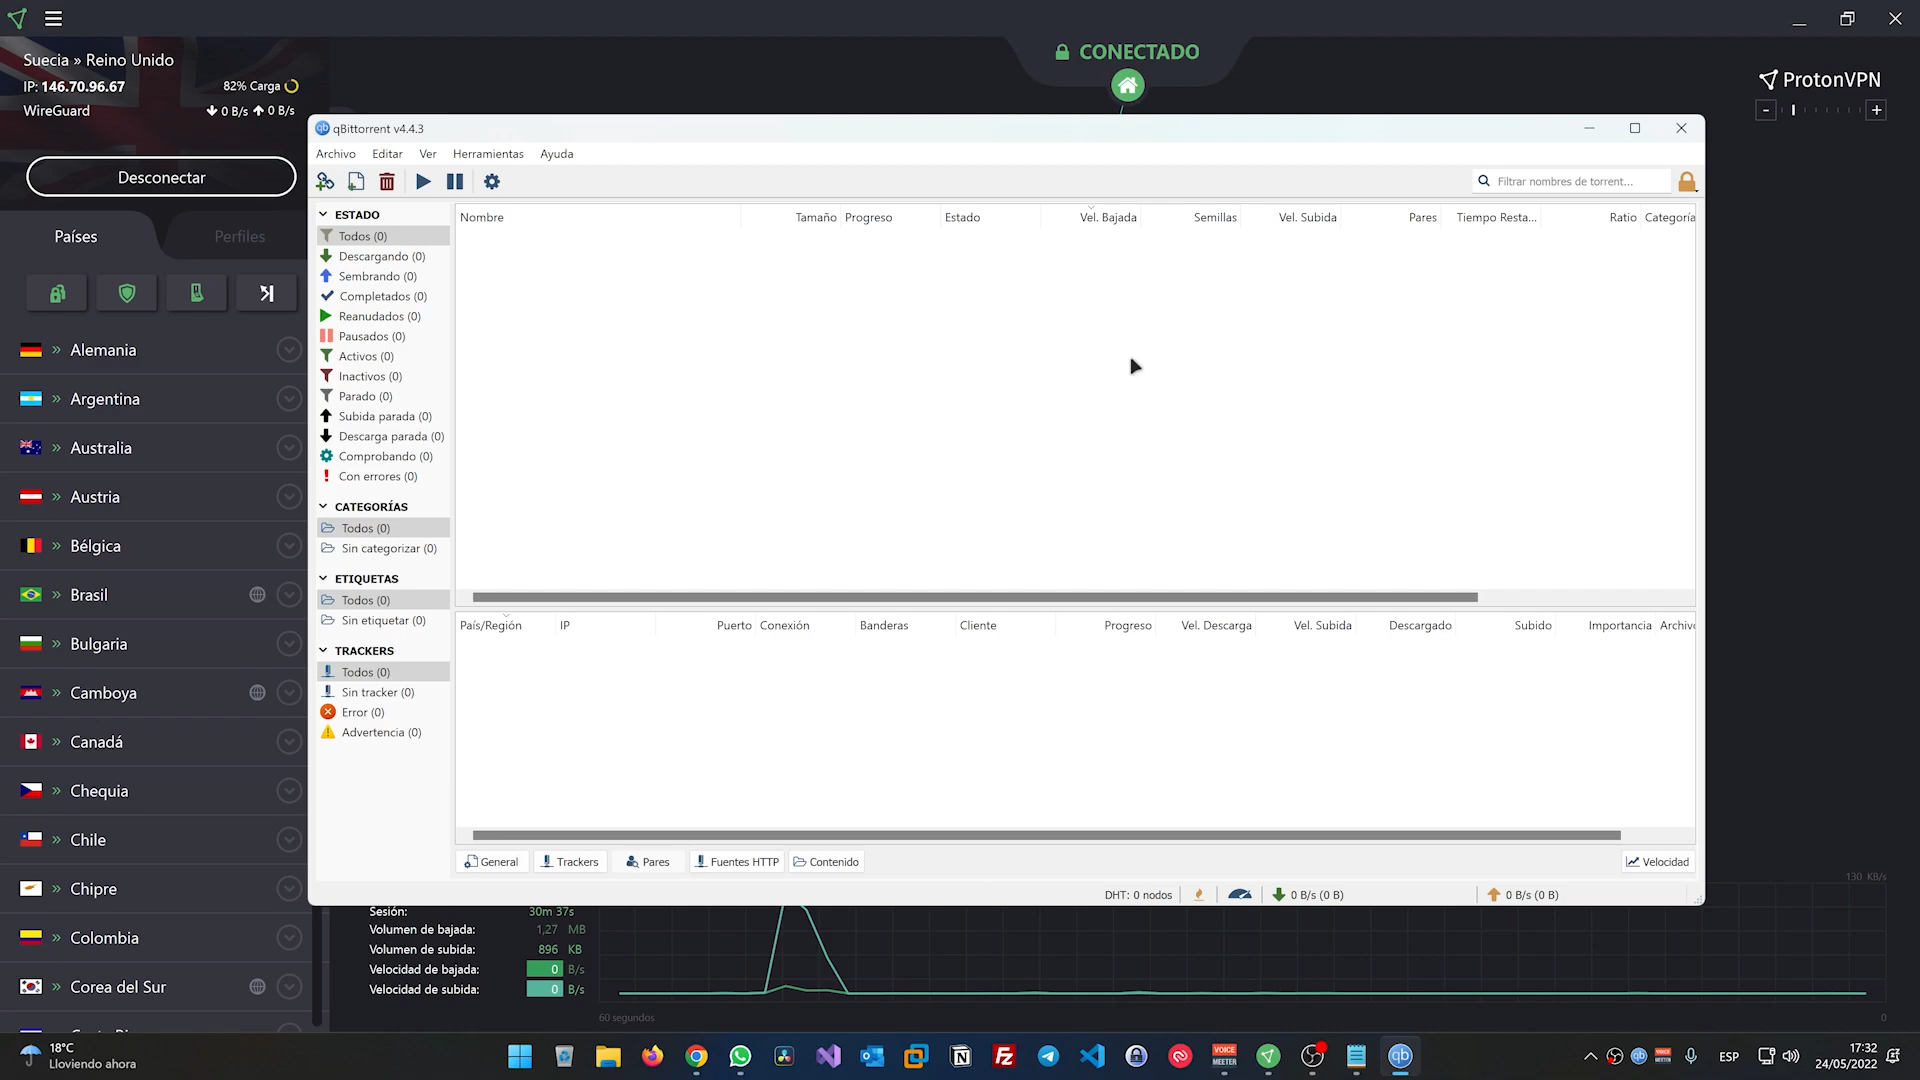 Suecia » Reino Unido
IP: 146.70.96.67
82% Carga
WireGuard
0 B/s 0 B/s
Desconectar
Países
Perfiles
Alemania
Argentina
Australia
Austria
Bélgica
Brasil
Bulgaria
Camboya
Canadá
Chequia
Chile
Chipre
Colombia
Corea del Sur
CONECTADO
ProtonVPN
- +
qBittorrent v4.4.3
Archivo Editar Ver Herramientas Ayuda
Filtrar nombres de torrent...
ESTADO
Todos (0)
Descargando (0)
Sembrando (0)
Completados (0)
Reanudados (0)
Pausados (0)
Activos (0)
Inactivos (0)
Parado (0)
Subida parada (0)
Descarga parada (0)
Comprobando (0)
Con errores (0)
CATEGORÍAS
Todos (0)
Sin categorizar (0)
ETIQUETAS
Todos (0)
Sin etiquetar (0)
TRACKERS
Todos (0)
Sin tracker (0)
Error (0)
Advertencia (0)
Nombre Tamaño Progreso Estado Vel. Bajada Semillas Vel. Subida Pares Tiempo Resta... Ratio Categoría
País/Región IP Puerto Conexión Banderas Cliente Progreso Vel. Descarga Vel. Subida Descargado Subido Importancia Archivo
General Trackers Pares Fuentes HTTP Contenido Velocidad
DHT: 0 nodos 0 B/s (0 B) 0 B/s (0 B)
130 KB/s
Sesión: 30m 37s
Volumen de bajada: 1,27 MB
Volumen de subida: 896 KB
Velocidad de bajada: 0 B/s
Velocidad de subida: 0 B/s
60 segundos 0
18°C
Lloviendo ahora
VOICE
MEETER
ESP
17:32
24/05/2022